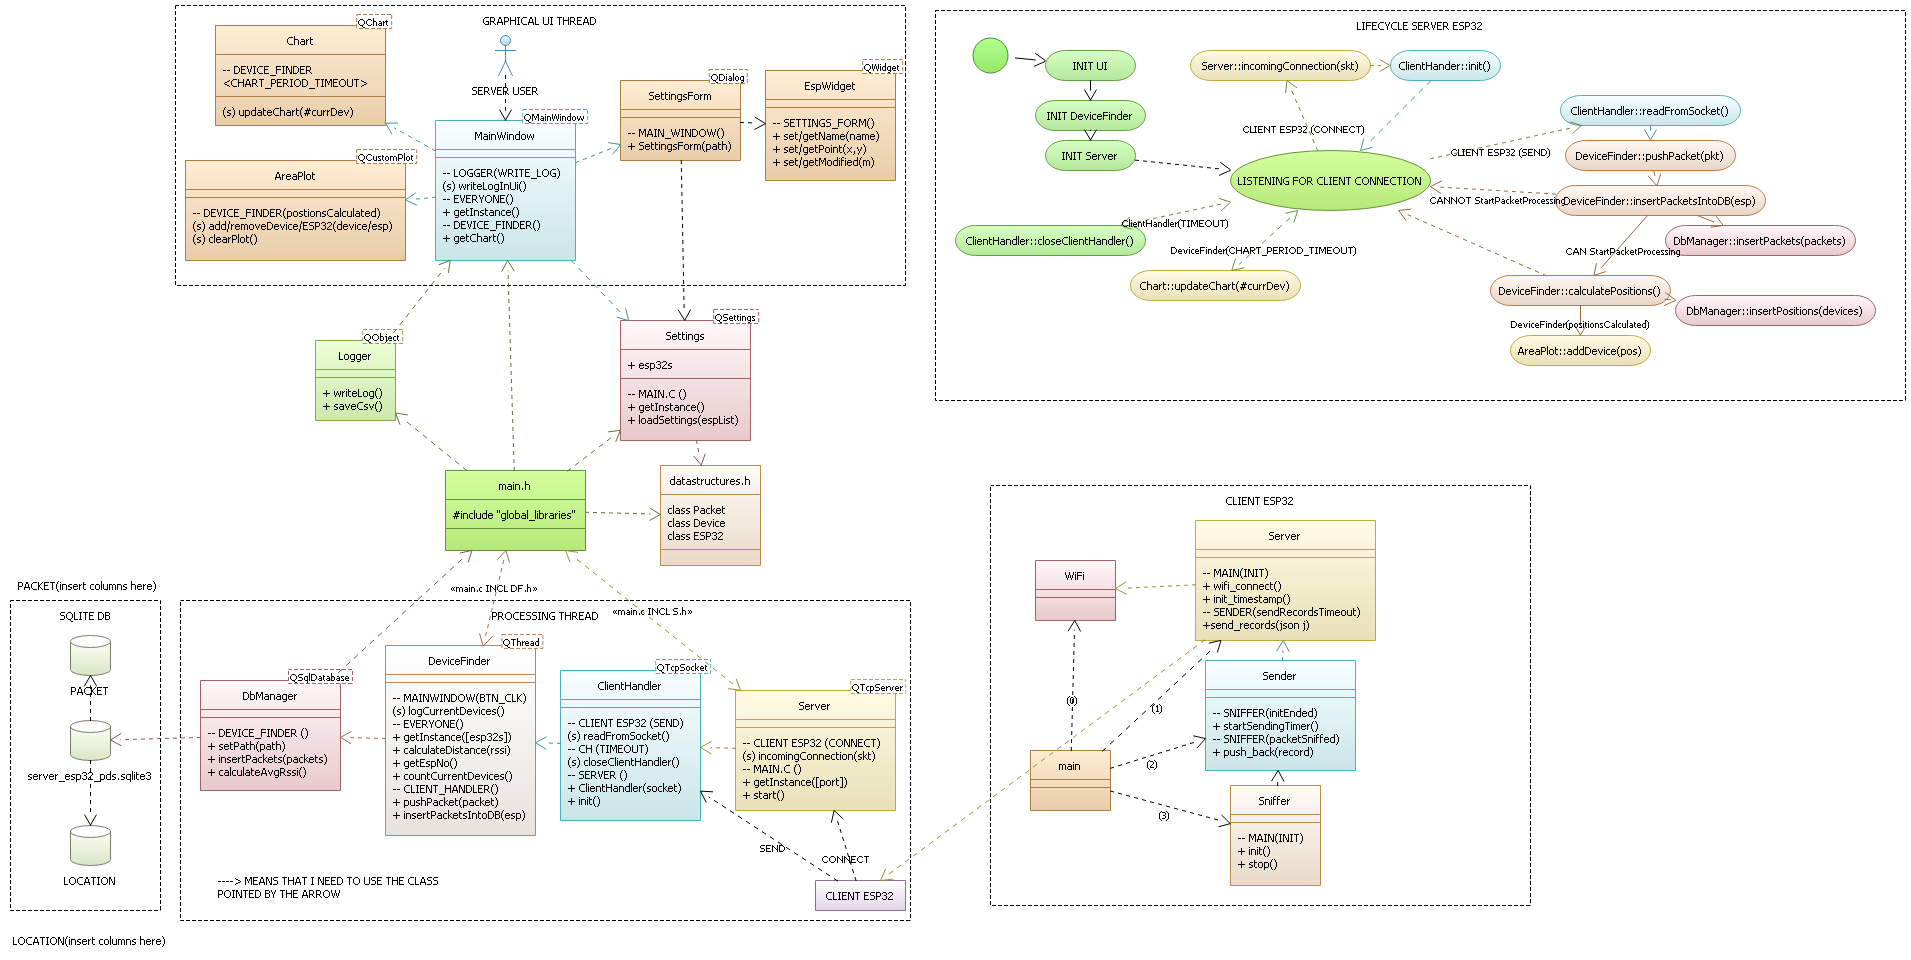 GRAPHICAL UI THREAD
QChart
Chart
-- DEVICE_FINDER
<CHART_PERIOD_TIMEOUT>
(s) updateChart(#currDev)
SERVER USER
QCustomPlot
AreaPlot
-- DEVICE_FINDER(postionsCalculated)
(s) add/removeDevice/ESP32(device/esp)
(s) clearPlot()
QMainWindow
MainWindow
-- LOGGER(WRITE_LOG)
(s) writeLogInUi()
-- EVERYONE()
+ getInstance()
-- DEVICE_FINDER()
+ getChart()
QDialog
SettingsForm
-- MAIN_WINDOW()
+ SettingsForm(path)
QWidget
EspWidget
-- SETTINGS_FORM()
+ set/getName(name)
+ set/getPoint(x,y)
+ set/getModified(m)
QObject
Logger
+ writeLog()
+ saveCsv()
QSettings
Settings
+ esp32s
-- MAIN.C ()
+ getInstance()
+ loadSettings(espList)
main.h
#include "global_libraries"
datastructures.h
class Packet
class Device
class ESP32
<<main.c INCL DF.h>>
<<main.c INCL S.h>>
PACKET(insert columns here)
SQLITE DB
PACKET
server_esp32_pds.sqlite3
LOCATION
LOCATION(insert columns here)
PROCESSING THREAD
QSqlDatabase
DbManager
-- DEVICE_FINDER ()
+ setPath(path)
+ insertPackets(packets)
+ calculateAvgRssi()
QThread
DeviceFinder
-- MAINWINDOW(BTN_CLK)
(s) logCurrentDevices()
-- EVERYONE()
+ getInstance([esp32s])
+ calculateDistance(rssi)
+ getEspNo()
+ countCurrentDevices()
-- CLIENT_HANDLER()
+ pushPacket(packet)
+ insertPacketsIntoDB(esp)
QTcpSocket
ClientHandler
-- CLIENT ESP32 (SEND)
(s) readFromSocket()
-- CH (TIMEOUT)
(s) closeClientHandler()
-- SERVER ()
+ ClientHandler(socket)
+ init()
QTcpServer
Server
-- CLIENT ESP32 (CONNECT)
(s) incomingConnection(skt)
-- MAIN.C ()
+ getInstance([port])
+ start()
SEND
CONNECT
CLIENT ESP32
----> MEANS THAT I NEED TO USE THE CLASS
POINTED BY THE ARROW
LIFECYCLE SERVER ESP32
INIT UI
INIT DeviceFinder
INIT Server
Server::incomingConnection(skt)
ClientHander::init()
CLIENT ESP32 (CONNECT)
LISTENING FOR CLIENT CONNECTION
CLIENT ESP32 (SEND)
ClientHandler::readFromSocket()
DeviceFinder::pushPacket(pkt)
DeviceFinder::insertPacketsIntoDB(esp)
CANNOT StartPacketProcessing
DbManager::insertPackets(packets)
CAN StartPacketProcessing
ClientHandler(TIMEOUT)
ClientHandler::closeClientHandler()
DeviceFinder(CHART_PERIOD_TIMEOUT)
Chart::updateChart(#currDev)
DeviceFinder::calculatePositions()
DbManager::insertPositions(devices)
DeviceFinder(positionsCalculated)
AreaPlot::addDevice(pos)
CLIENT ESP32
WiFi
Server
-- MAIN(INIT)
+ wifi_connect()
+ init_timestamp()
-- SENDER(sendRecordsTimeout)
+send_records(json j)
Sender
-- SNIFFER(initEnded)
+ startSendingTimer()
-- SNIFFER(packetSniffed)
+ push_back(record)
main
(0)
(1)
(2)
(3)
Sniffer
-- MAIN(INIT)
+ init()
+ stop()